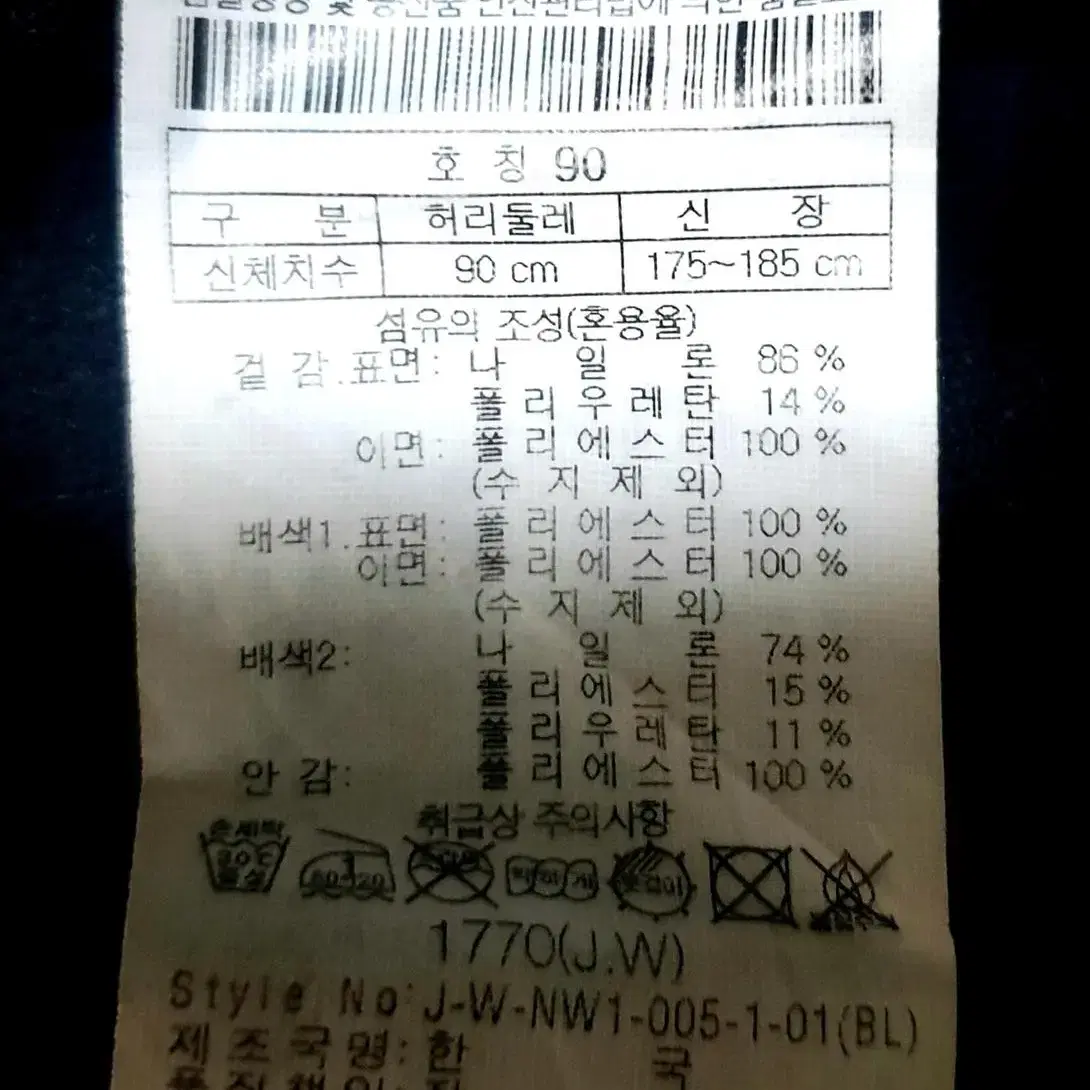 호 칭 90
구 분 허리둘레 신 장
신체치수 90 cm 175~185 cm
섬유의 조성(혼용율)
겉 감.표면: 나 일 론 86 %
폴 리 우 레 탄 14 %
이면: 폴 리 에 스 터 100 %
(수 지 제 외)
배색1.표면: 폴 리 에 스 터 100 %
이면: 폴 리 에 스 터 100 %
(수 지 제 외)
배색2: 나 일 론 74 %
폴 리 에 스 터 15 %
폴 리 우 레 탄 11 %
안 감: 폴 리 에 스 터 100 %
취급상 주의사항
손세탁
약하게
1770(J.W)
Style No:J-W-NW1-005-1-01(BL)
제 조 국 명: 한 국